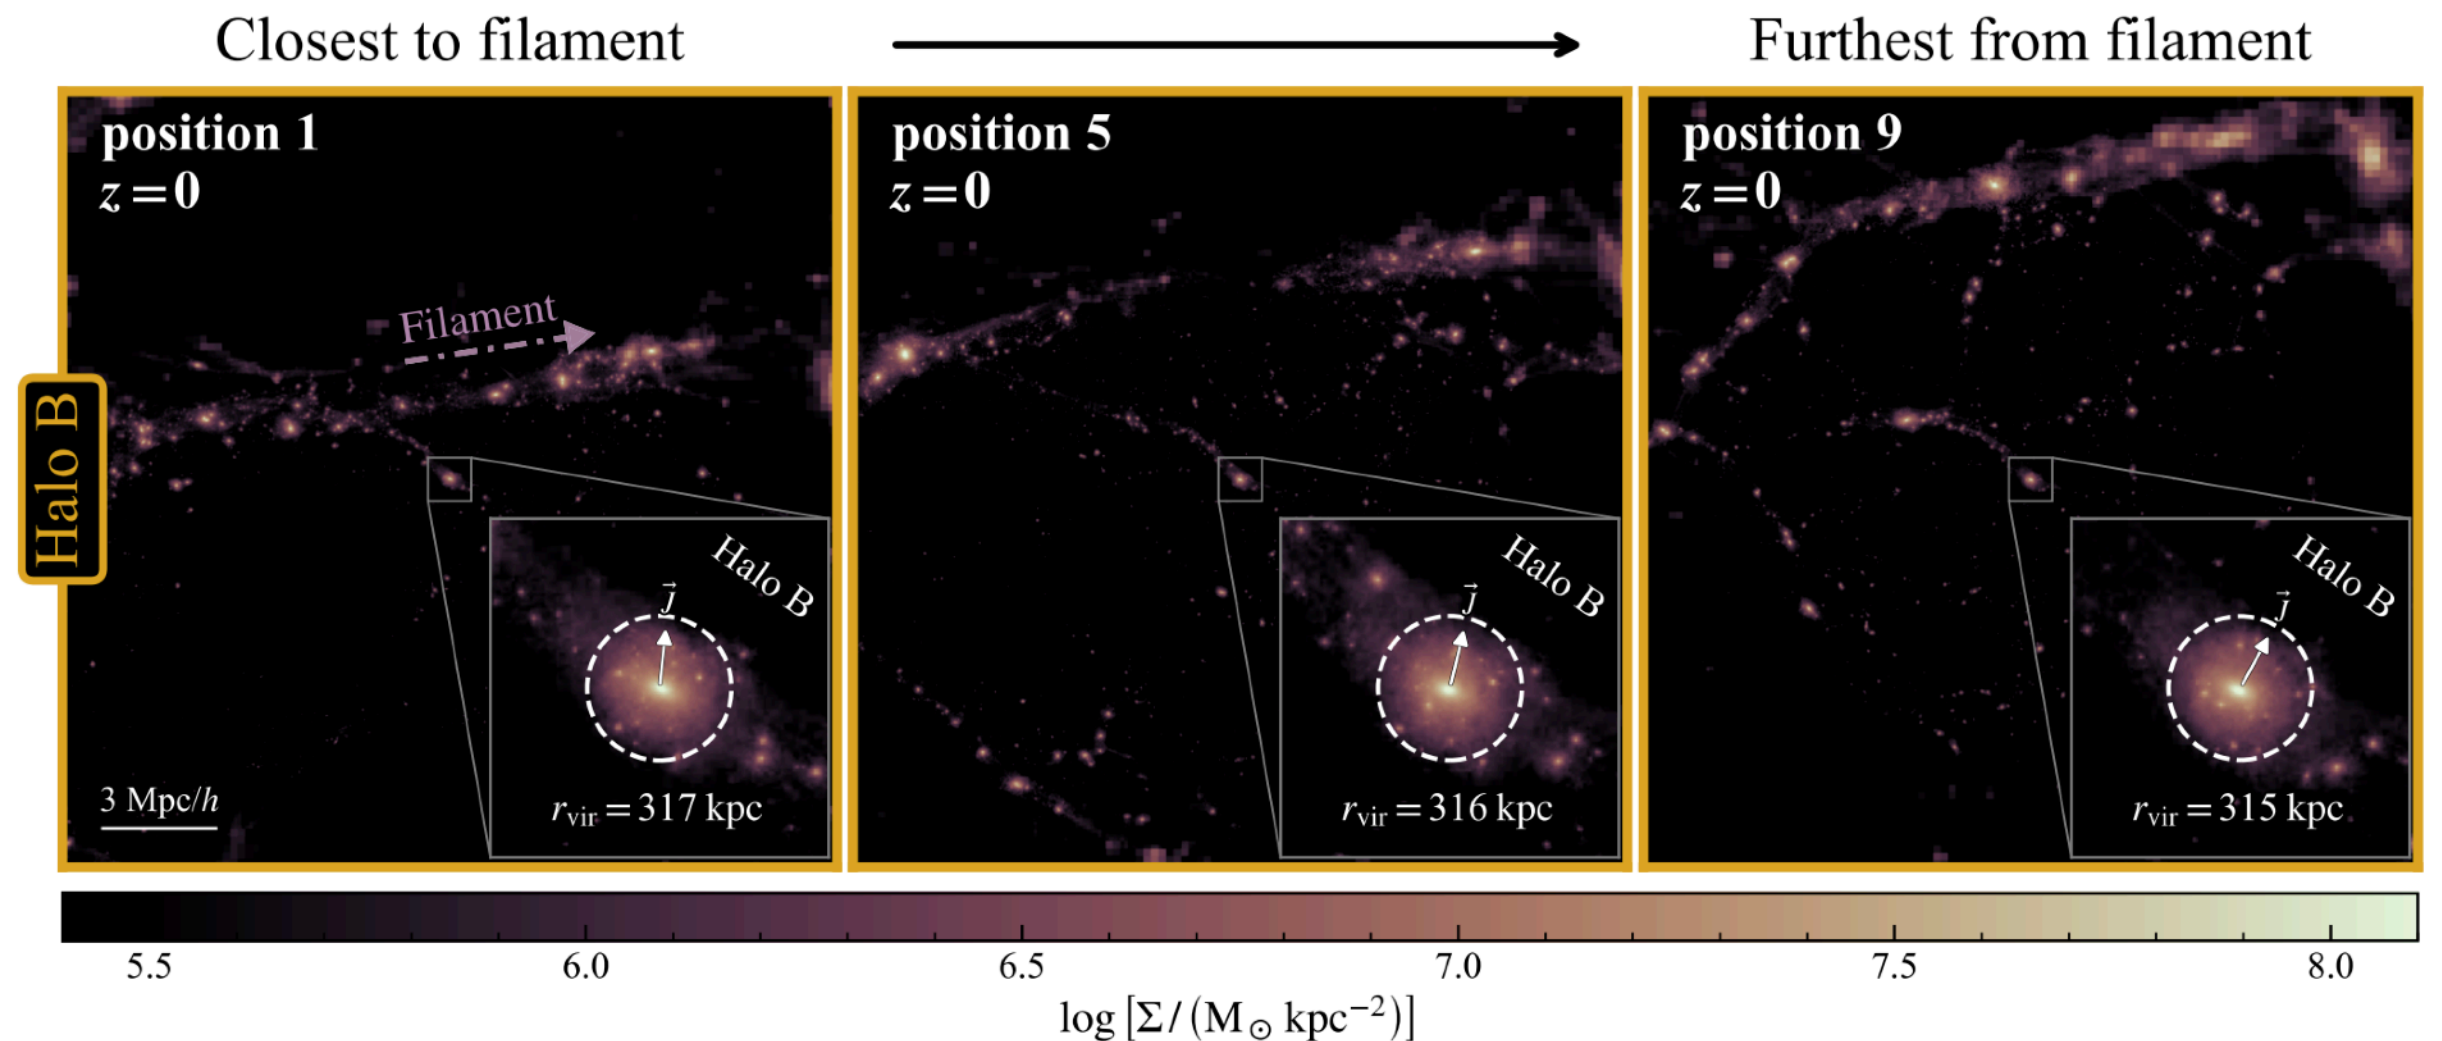 Closest to filament
Furthest from filament
Halo B
position 1
z = 0
Filament
3 Mpc/h
Halo B
j⃗
r_vir = 317 kpc
position 5
z = 0
Halo B
j⃗
r_vir = 316 kpc
position 9
z = 0
Halo B
j⃗
r_vir = 315 kpc
5.5 6.0 6.5 7.0 7.5 8.0
log [Σ / (M⊙ kpc⁻²)]